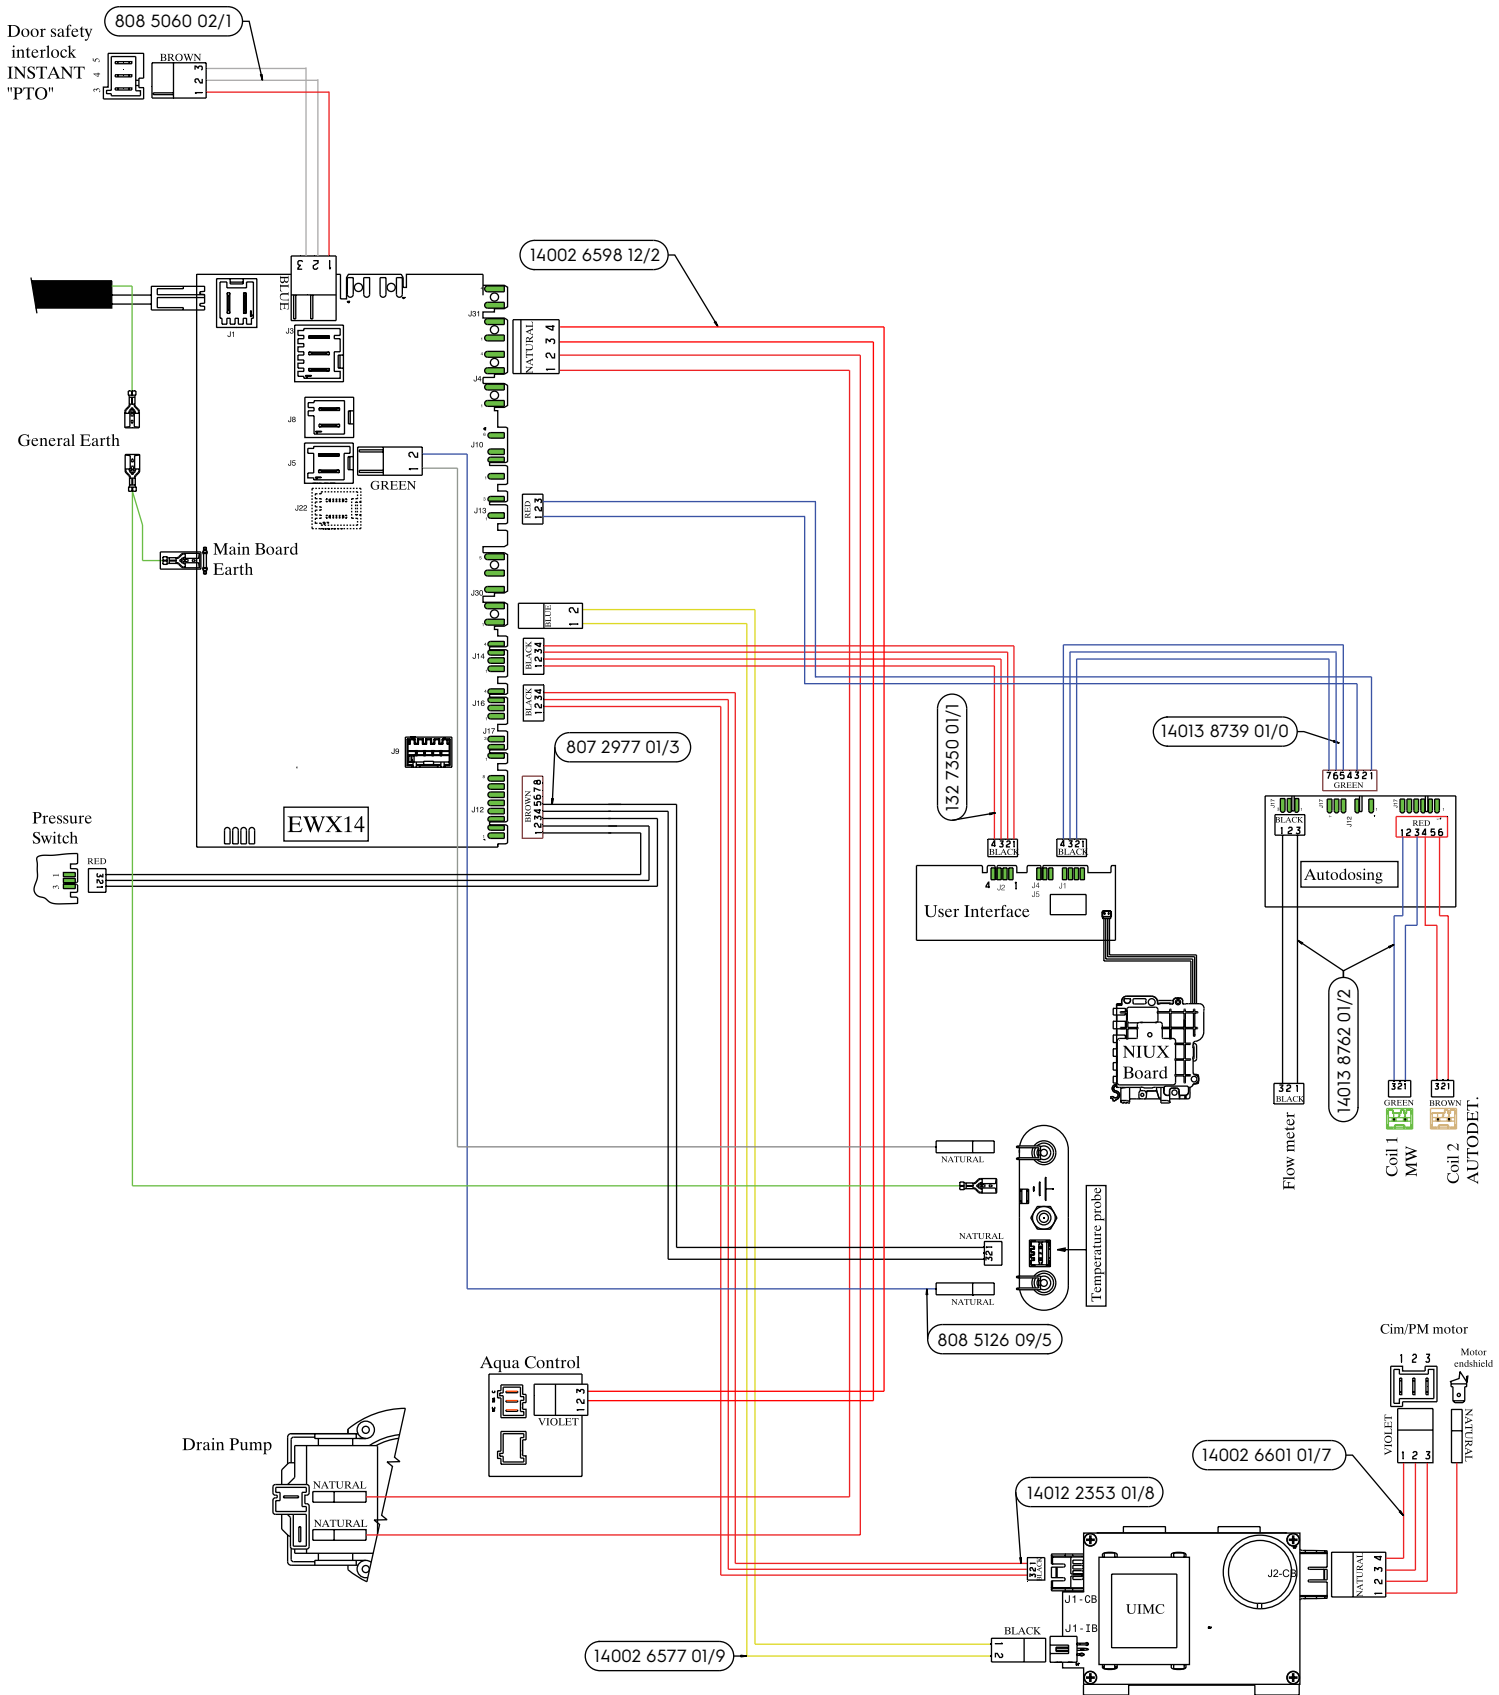 808 5060 02/1
Door safety
interlock
INSTANT
"PTO"
3 4 5
BROWN
1 2 3
3 2 1
BLUE
14002 6598 12/2
J1
J3
J31
J4
NATURAL
1 2 3 4
J8
J10
General Earth
J5
1 2
GREEN
J22
J13
RED
1 2 3
Main Board
Earth
J30
BLUE
1 2
J14
BLACK
1 2 3 4
J16
BLACK
1 2 3 4
J17
J9
807 2977 01/3
J12
BROWN
1 2 3 4 5 6 7 8
EWX14
132 7350 01/1
14013 8739 01/0
7 6 5 4 3 2 1
GREEN
Pressure
Switch
RED
3 2 1
1
3
4 3 2 1
BLACK
4 3 2 1
BLACK
4 J2 1
J4
J5
J1
User Interface
J17
J17
J12
J17
BLACK
1 2 3
RED
1 2 3 4 5 6
Autodosing
NIUX
Board
14013 8762 01/2
3 2 1
BLACK
Flow meter
3 2 1
GREEN
Coil 1
MW
3 2 1
BROWN
Coil 2
AUTODET.
NATURAL
NATURAL
3 2 1
Temperature probe
NATURAL
808 5126 09/5
Aqua Control
1 2 3
VIOLET
Drain Pump
NATURAL
NATURAL
Cim/PM motor
1 2 3
Motor
endshield
VIOLET
1 2 3
NATURAL
14002 6601 01/7
14012 2353 01/8
3 2 1
BLACK
J1-CB
J1-IB
UIMC
J2-CB
NATURAL
1 2 3 4
BLACK
1
2
14002 6577 01/9